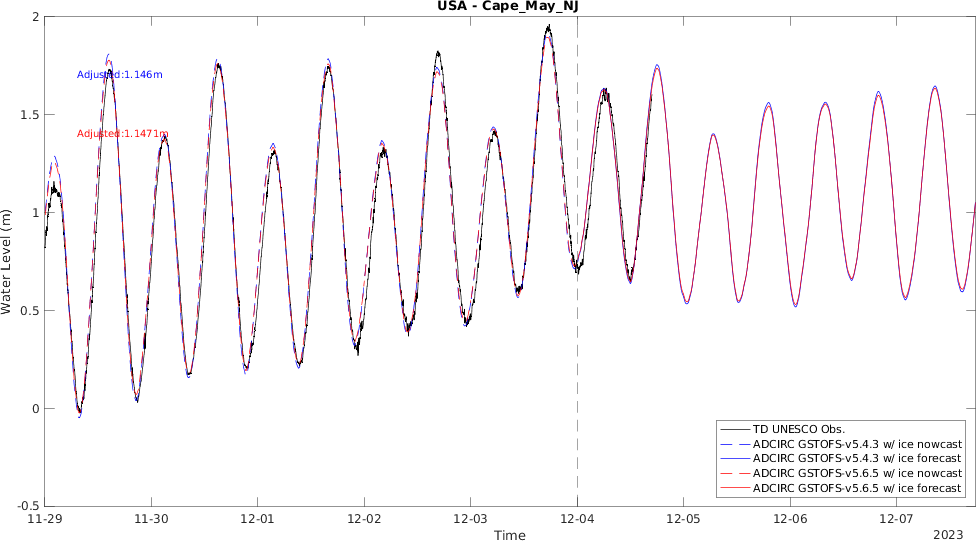 USA - Cape_May_NJ
2
1.5
1
0.5
0
-0.5
Water Level (m)
Adjusted:1.146m
Adjusted:1.1471m
TD UNESCO Obs.
ADCIRC GSTOFS-v5.4.3 w/ ice nowcast
ADCIRC GSTOFS-v5.4.3 w/ ice forecast
ADCIRC GSTOFS-v5.6.5 w/ ice nowcast
ADCIRC GSTOFS-v5.6.5 w/ ice forecast
11-29 11-30 12-01 12-02 12-03 12-04 12-05 12-06 12-07
Time
2023